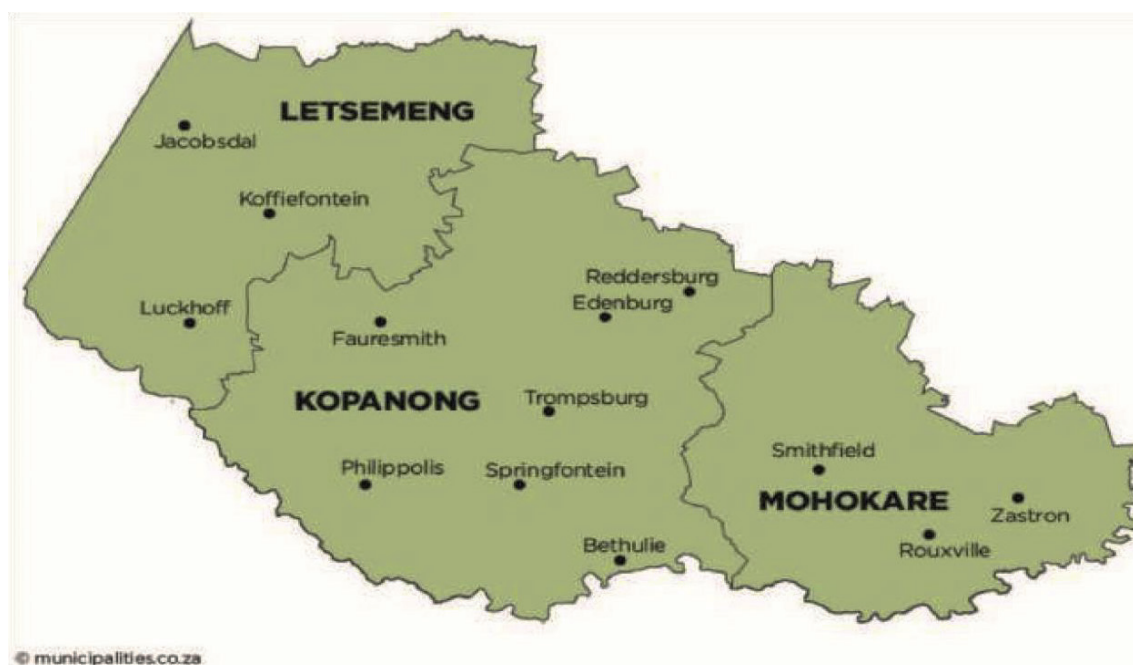 LETSEMENG
Jacobsdal
Koffiefontein
Luckhoff
Reddersburg
Edenburg
Fauresmith
KOPANONG
Trompsburg
Philippolis
Springfontein
Bethulie
Smithfield
MOHOKARE
Zastron
Rouxville
© municipalities.co.za